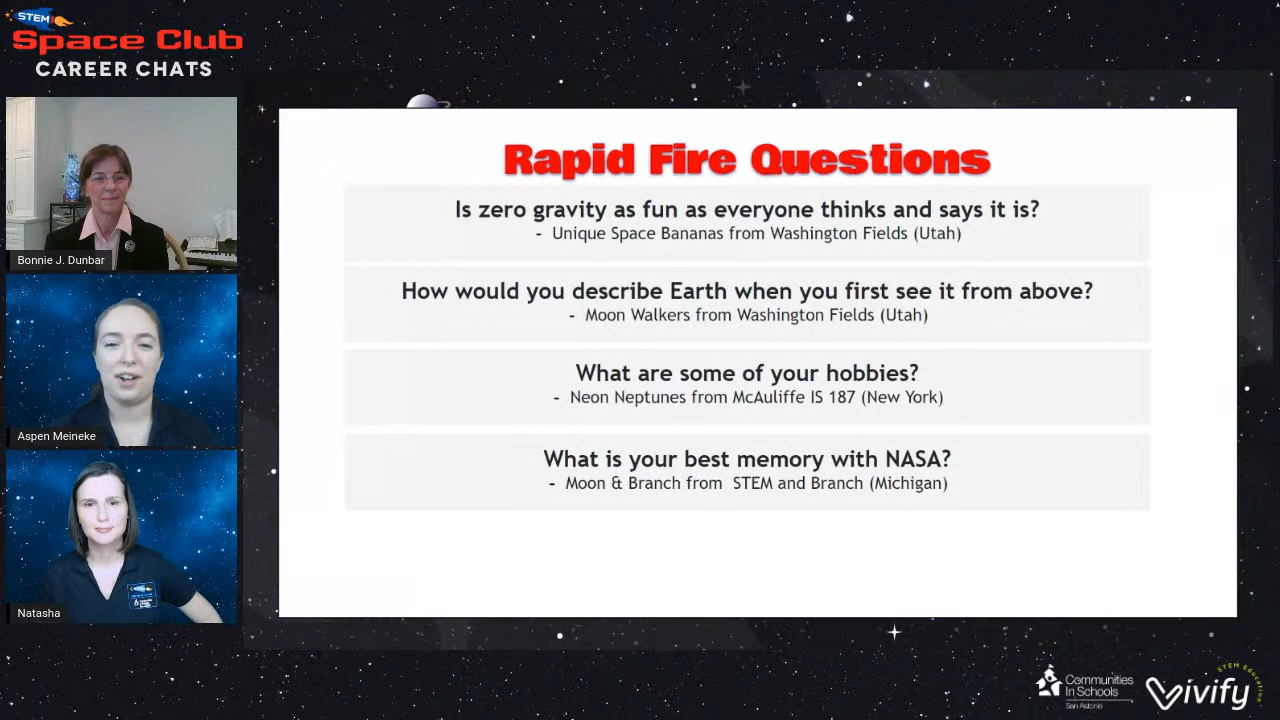 STEM
Space Club
CAREER CHATS
Bonnie J. Dunbar
Aspen Meineke
Natasha
Rapid Fire Questions
Is zero gravity as fun as everyone thinks and says it is?
- Unique Space Bananas from Washington Fields (Utah)
How would you describe Earth when you first see it from above?
- Moon Walkers from Washington Fields (Utah)
What are some of your hobbies?
- Neon Neptunes from McAuliffe IS 187 (New York)
What is your best memory with NASA?
- Moon & Branch from STEM and Branch (Michigan)
Communities
In Schools
San Antonio
Vivify
STEM Education